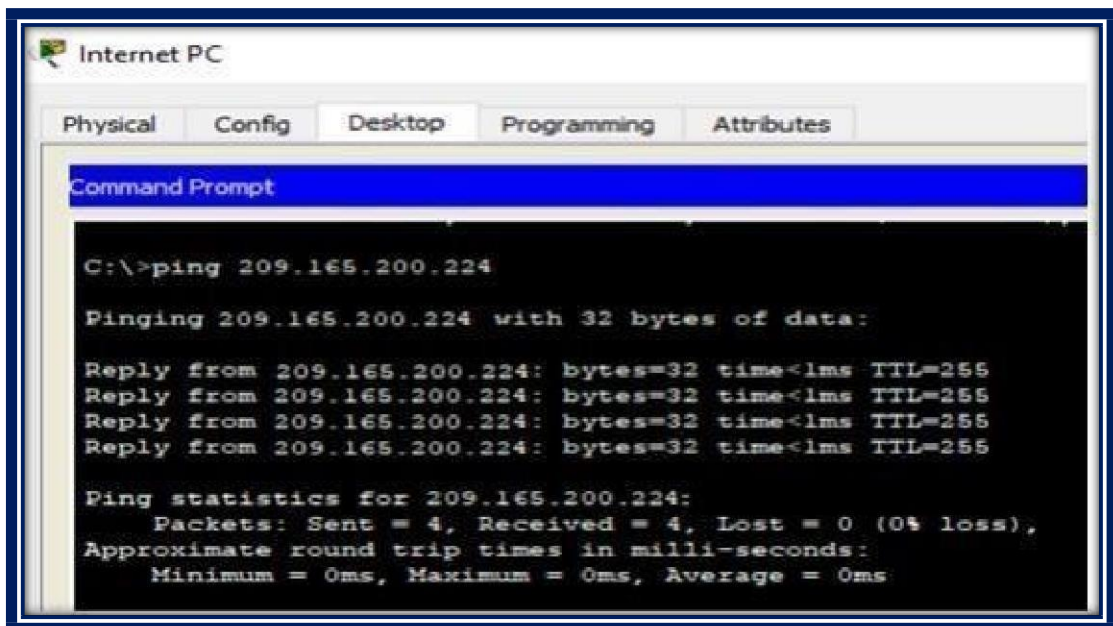 Internet PC
Physical Config Desktop Programming Attributes
Command Prompt
C:\>ping 209.165.200.224
Pinging 209.165.200.224 with 32 bytes of data:
Reply from 209.165.200.224: bytes=32 time<1ms TTL=255
Reply from 209.165.200.224: bytes=32 time<1ms TTL=255
Reply from 209.165.200.224: bytes=32 time<1ms TTL=255
Reply from 209.165.200.224: bytes=32 time<1ms TTL=255
Ping statistics for 209.165.200.224:
Packets: Sent = 4, Received = 4, Lost = 0 (0% loss),
Approximate round trip times in milli-seconds:
Minimum = 0ms, Maximum = 0ms, Average = 0ms